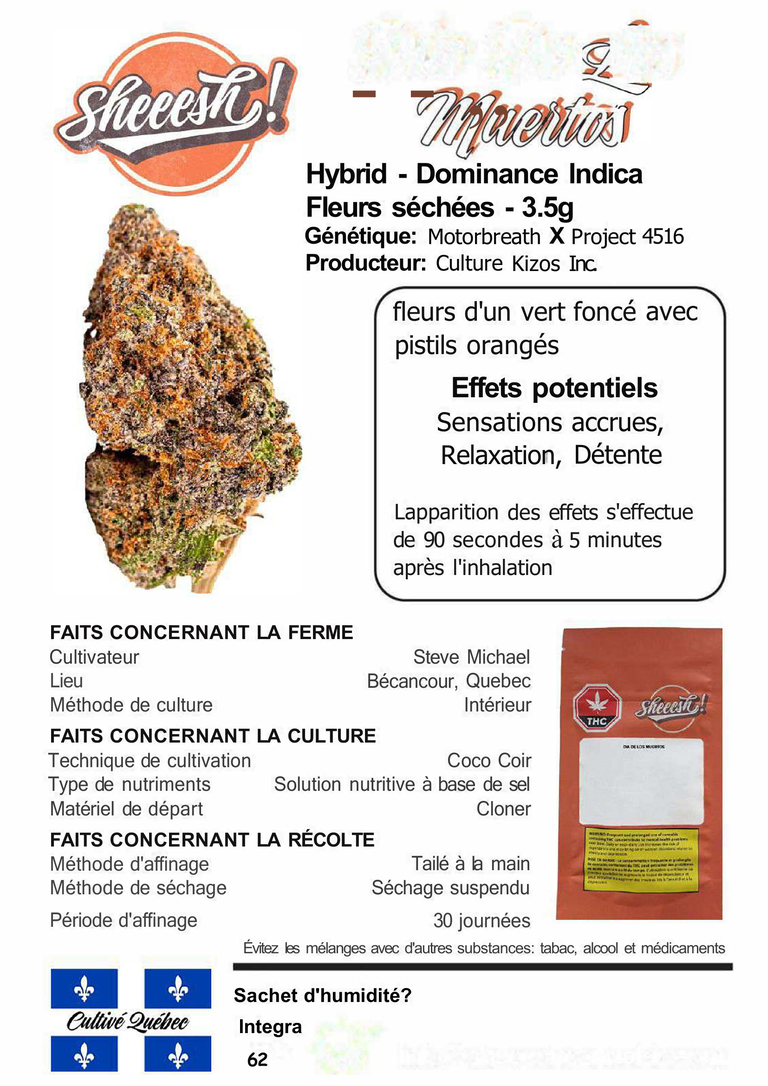 Sheeesh!
Muertos
Hybrid - Dominance Indica
Fleurs séchées - 3.5g
Génétique: Motorbreath X Project 4516
Producteur: Culture Kizos Inc.
fleurs d'un vert foncé avec
pistils orangés
Effets potentiels
Sensations accrues,
Relaxation, Détente
Lapparition des effets s'effectue
de 90 secondes à 5 minutes
après l'inhalation
FAITS CONCERNANT LA FERME
Cultivateur Steve Michael
Lieu Bécancour, Quebec
Méthode de culture Intérieur
FAITS CONCERNANT LA CULTURE
Technique de cultivation Coco Coir
Type de nutriments Solution nutritive à base de sel
Matériel de départ Cloner
FAITS CONCERNANT LA RÉCOLTE
Méthode d'affinage Tailé à la main
Méthode de séchage Séchage suspendu
Période d'affinage 30 journées
THC
Sheeesh!
DIA DE LOS MUERTOS
Évitez les mélanges avec d'autres substances: tabac, alcool et médicaments
Cultivé Québec
Sachet d'humidité?
Integra
62